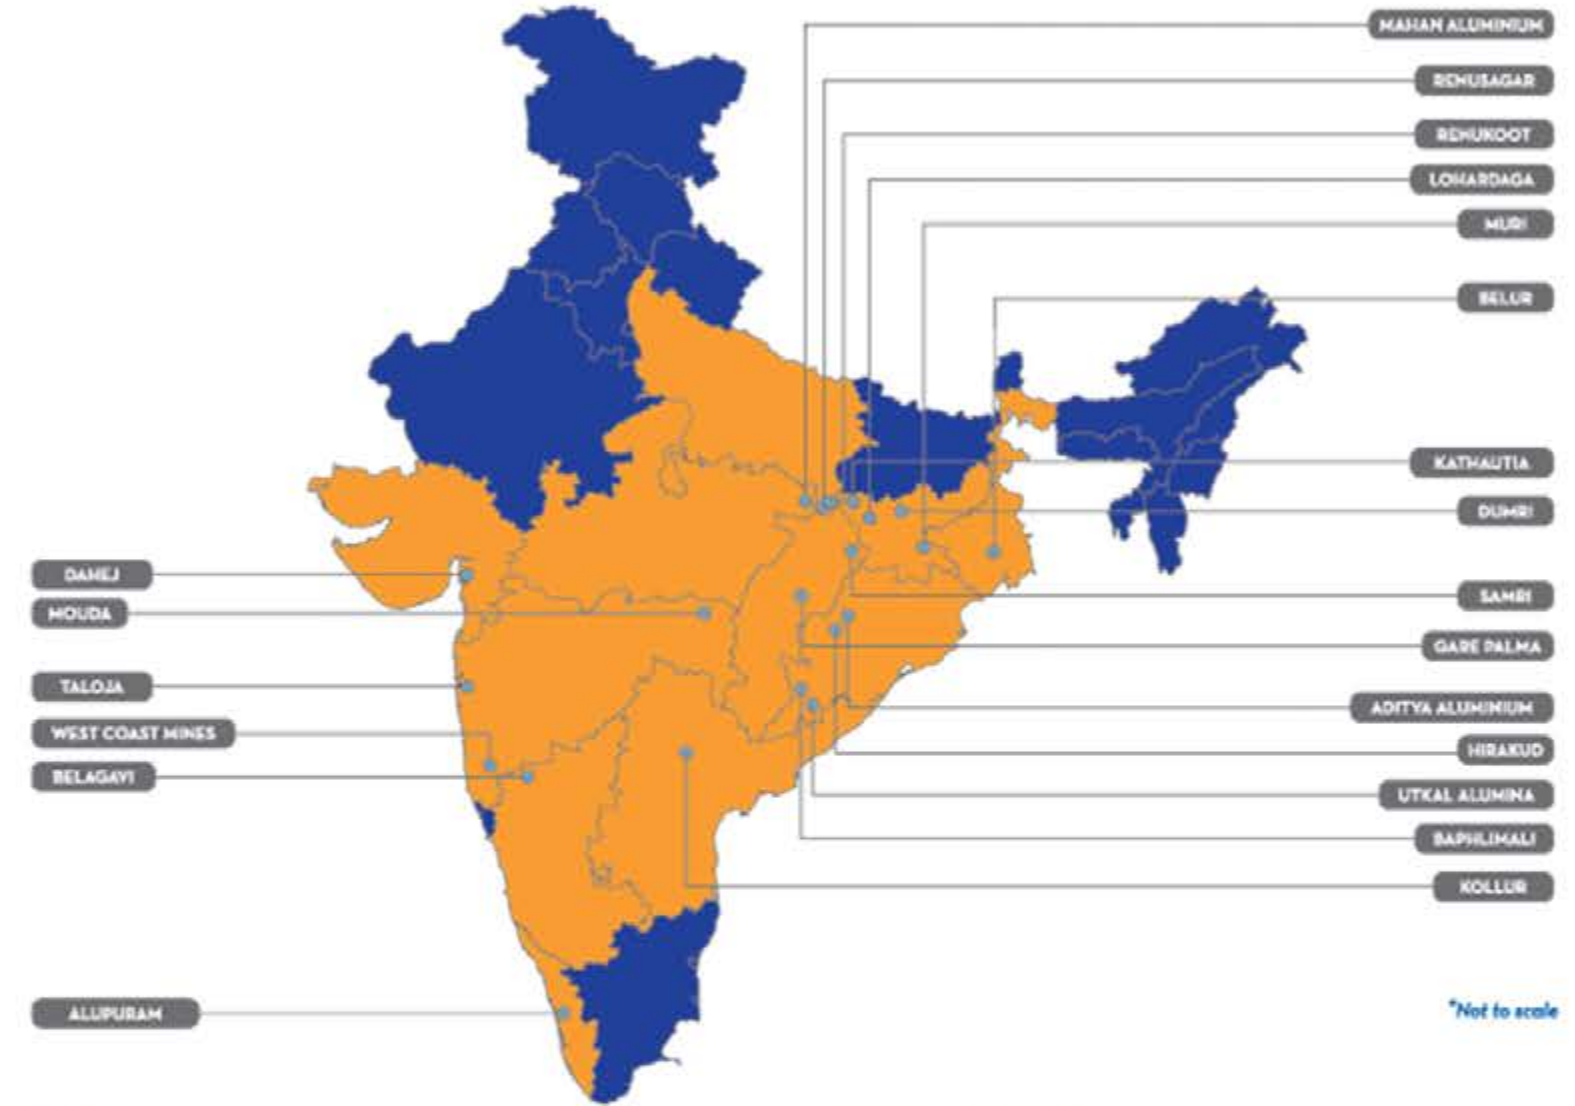 MAHAN ALUMINIUM
RENUSAGAR
RENUKOOT
LOHARDAGA
MURI
BELUR
KATHAUTIA
DUMRI
SAMRI
GARE PALMA
ADITYA ALUMINIUM
HIRAKUD
UTKAL ALUMINA
BAPHLIMALI
KOLLUR
DAHEJ
MOUDA
TALOJA
WEST COAST MINES
BELAGAVI
ALUPURAM
*Not to scale